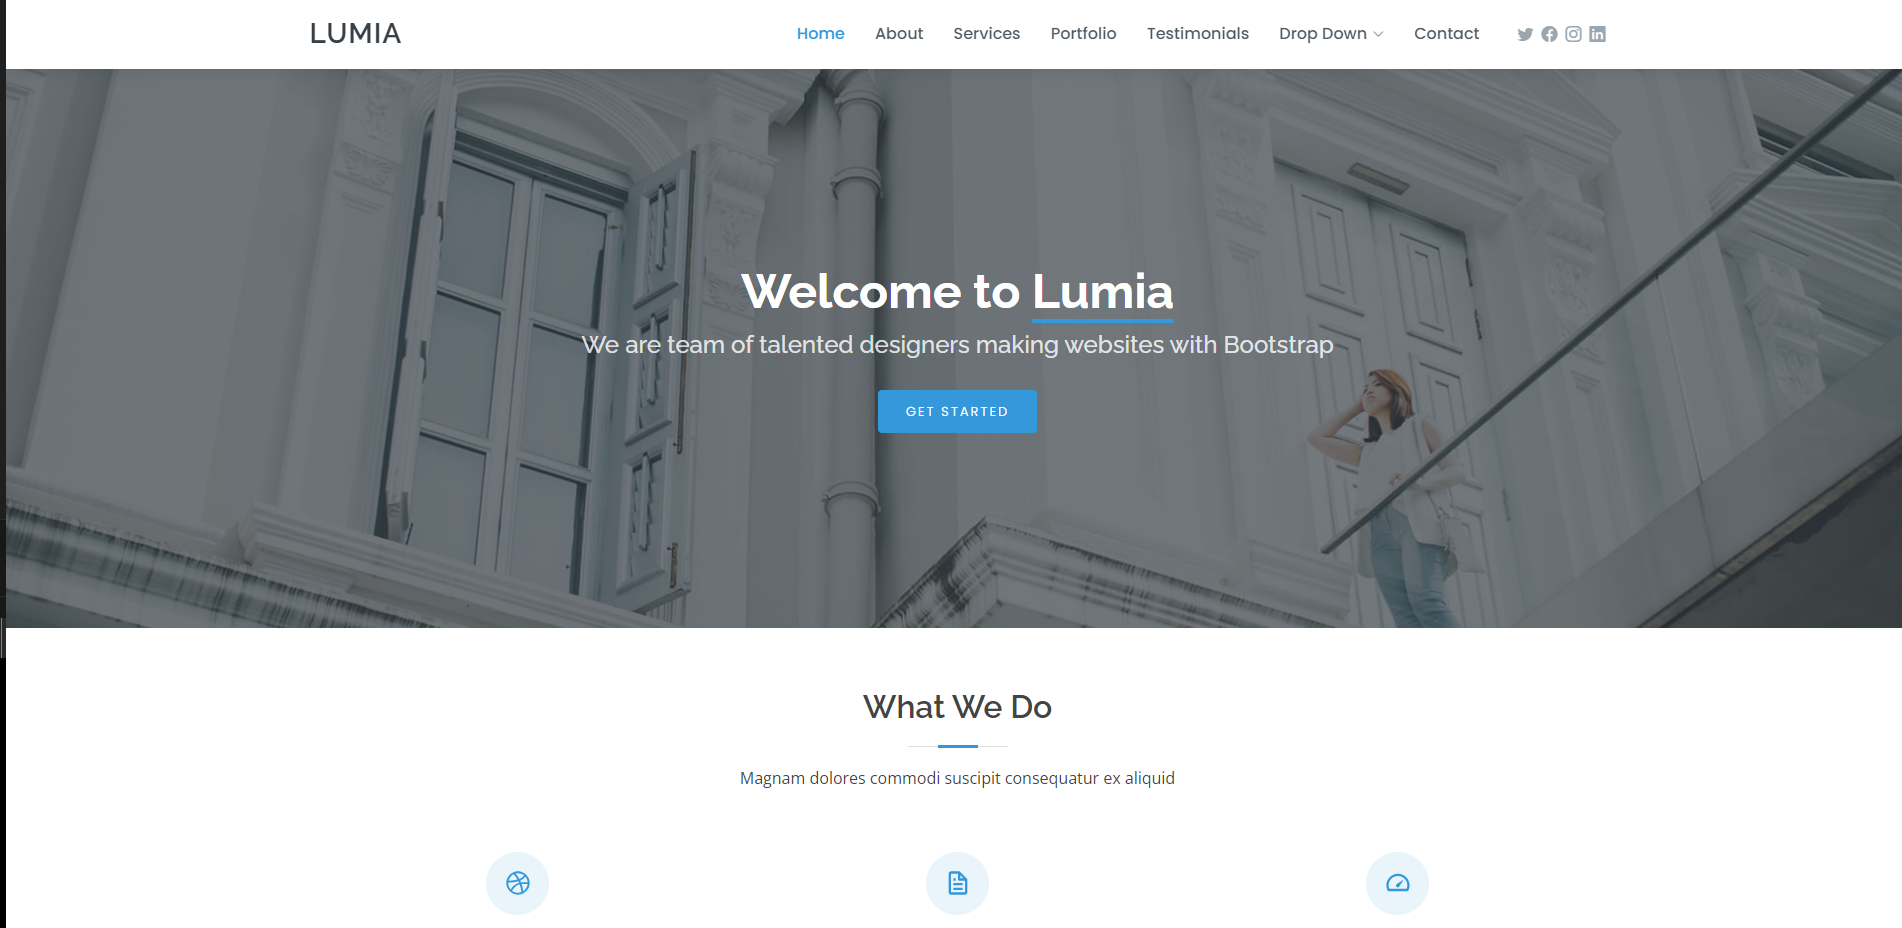 LUMIA
Home About Services Portfolio Testimonials Drop Down Contact
Welcome to Lumia
We are team of talented designers making websites with Bootstrap
GET STARTED
What We Do
Magnam dolores commodi suscipit consequatur ex aliquid